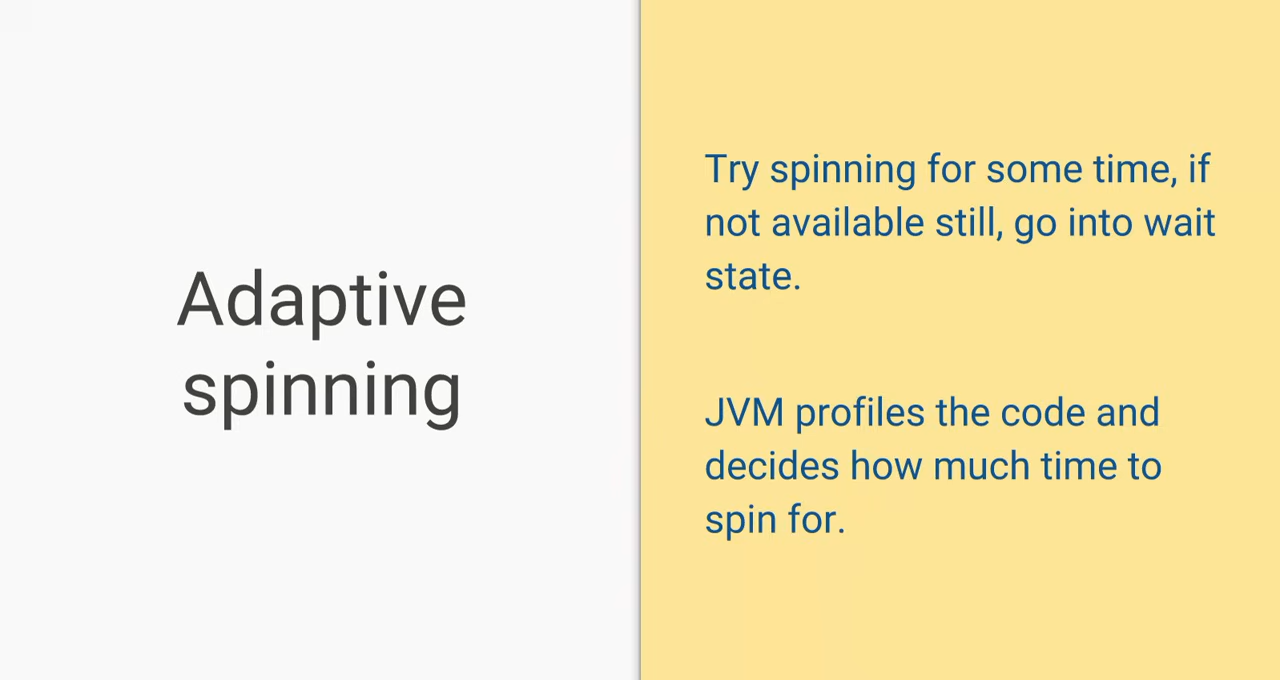 Adaptive
spinning
Try spinning for some time, if
not available still, go into wait
state.
JVM profiles the code and
decides how much time to
spin for.